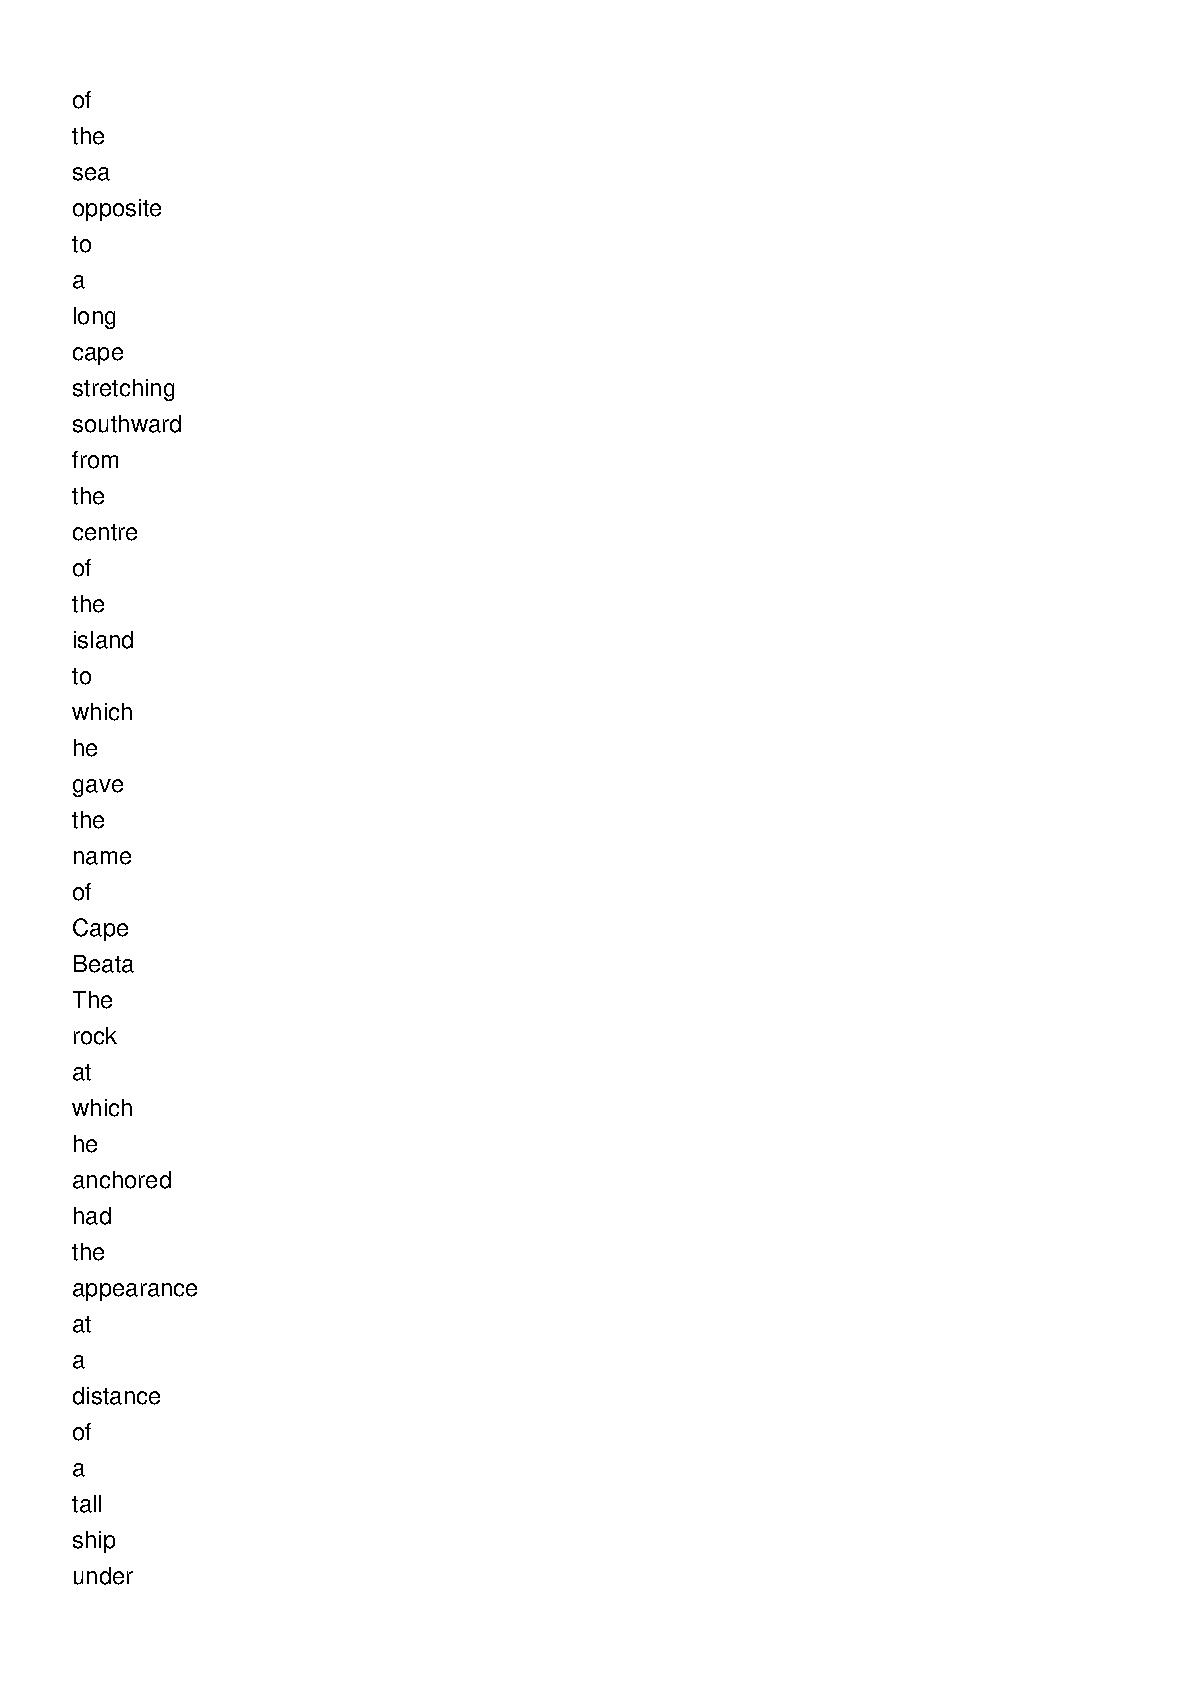 of
the
sea
opposite
to
a
long
cape
stretching
southward
from
the
centre
of
the
island
to
which
he
gave
the
name
of
Cape
Beata
The
rock
at
which
he
anchored
had
the
appearance
at
a
distance
of
a
tall
ship
under